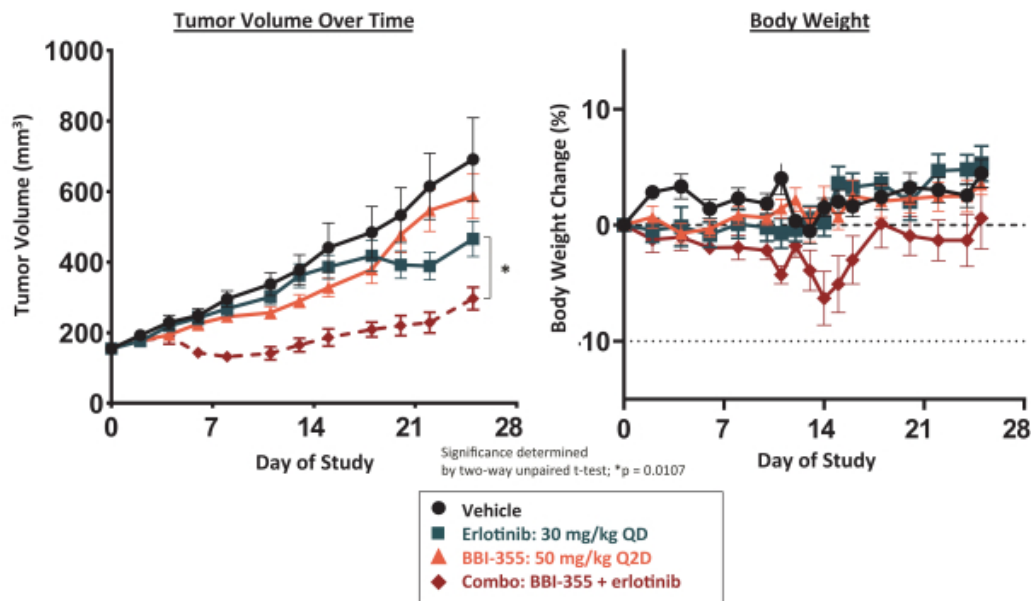 Tumor Volume Over Time
Body Weight
1000
800
600
400
200
0
Tumor Volume (mm³)
*
0 7 14 21 28
Day of Study
10
0
-10
Body Weight Change (%)
0 7 14 21 28
Day of Study
Significance determined
by two-way unpaired t-test; *p = 0.0107
Vehicle
Erlotinib: 30 mg/kg QD
BBI-355: 50 mg/kg Q2D
Combo: BBI-355 + erlotinib